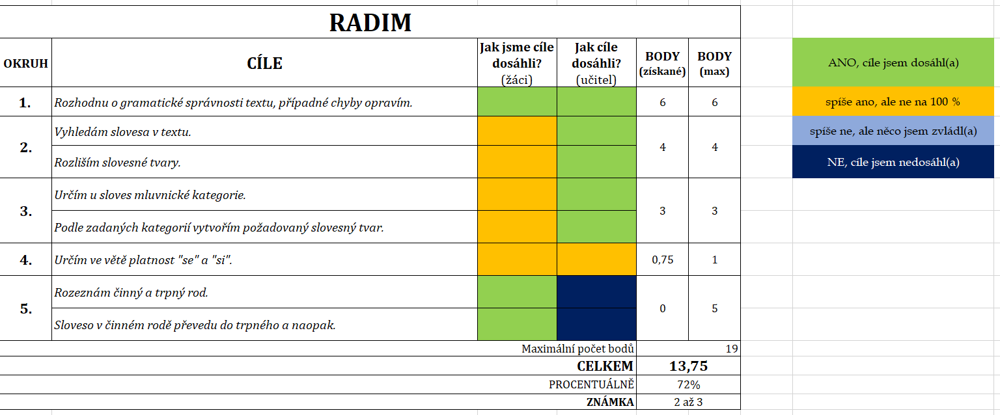 RADIM
OKRUH
CÍLE
Jak jsme cíle
dosáhli?
(žáci)
Jak cíle
dosáhli?
(učitel)
BODY
(získané)
BODY
(max)
ANO, cíle jsem dosáhl(a)
1.
Rozhodnu o gramatické správnosti textu, případné chyby opravím.
6
6
spíše ano, ale ne na 100 %
2.
Vyhledám slovesa v textu.
4
4
spíše ne, ale něco jsem zvládl(a)
Rozliším slovesné tvary.
NE, cíle jsem nedosáhl(a)
3.
Určím u sloves mluvnické kategorie.
3
3
Podle zadaných kategorií vytvořím požadovaný slovesný tvar.
4.
Určím ve větě platnost "se" a "si".
0,75
1
5.
Rozeznám činný a trpný rod.
0
5
Sloveso v činném rodě převedu do trpného a naopak.
Maximální počet bodů
19
CELKEM
13,75
PROCENTUÁLNĚ
72%
ZNÁMKA
2 až 3